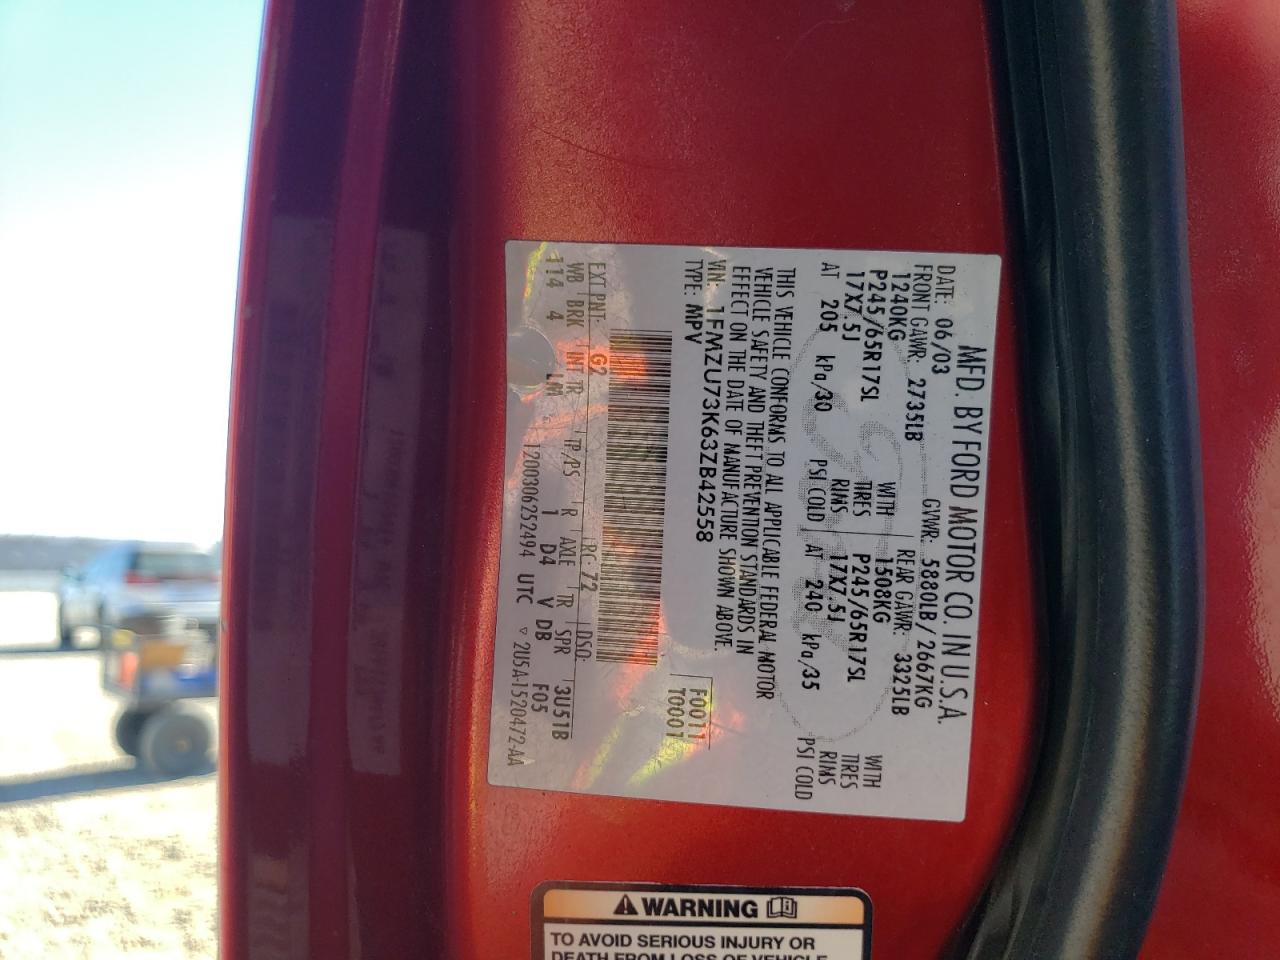 MFD. BY FORD MOTOR CO. IN U.S.A.
DATE: 06/03 GVWR: 5880LB/2667KG
FRONT GAWR: 2735LB REAR GAWR: 3325LB
1240KG WITH 1508KG WITH
P245/65R17SL TIRES P245/65R17SL TIRES
17X7.5J RIMS 17X7.5J RIMS
AT 205 kPa/30 PSI COLD AT 240 kPa/35 PSI COLD
THIS VEHICLE CONFORMS TO ALL APPLICABLE FEDERAL MOTOR
VEHICLE SAFETY AND THEFT PREVENTION STANDARDS IN
EFFECT ON THE DATE OF MANUFACTURE SHOWN ABOVE.
VIN: 1FMZU73K63ZB42558
TYPE: MPV
F0011
T0001
EXT PNT: G2 RC: 72 DSO:
WB BRK INT TR TP/PS R AXLE TR SPR 3U51B
114 4 LM 1 D4 V DB F05
1200306252494 UTC ▽ 2U5A-1520472-AA
WARNING
TO AVOID SERIOUS INJURY OR
DEATH FROM LOSS OF VEHICLE